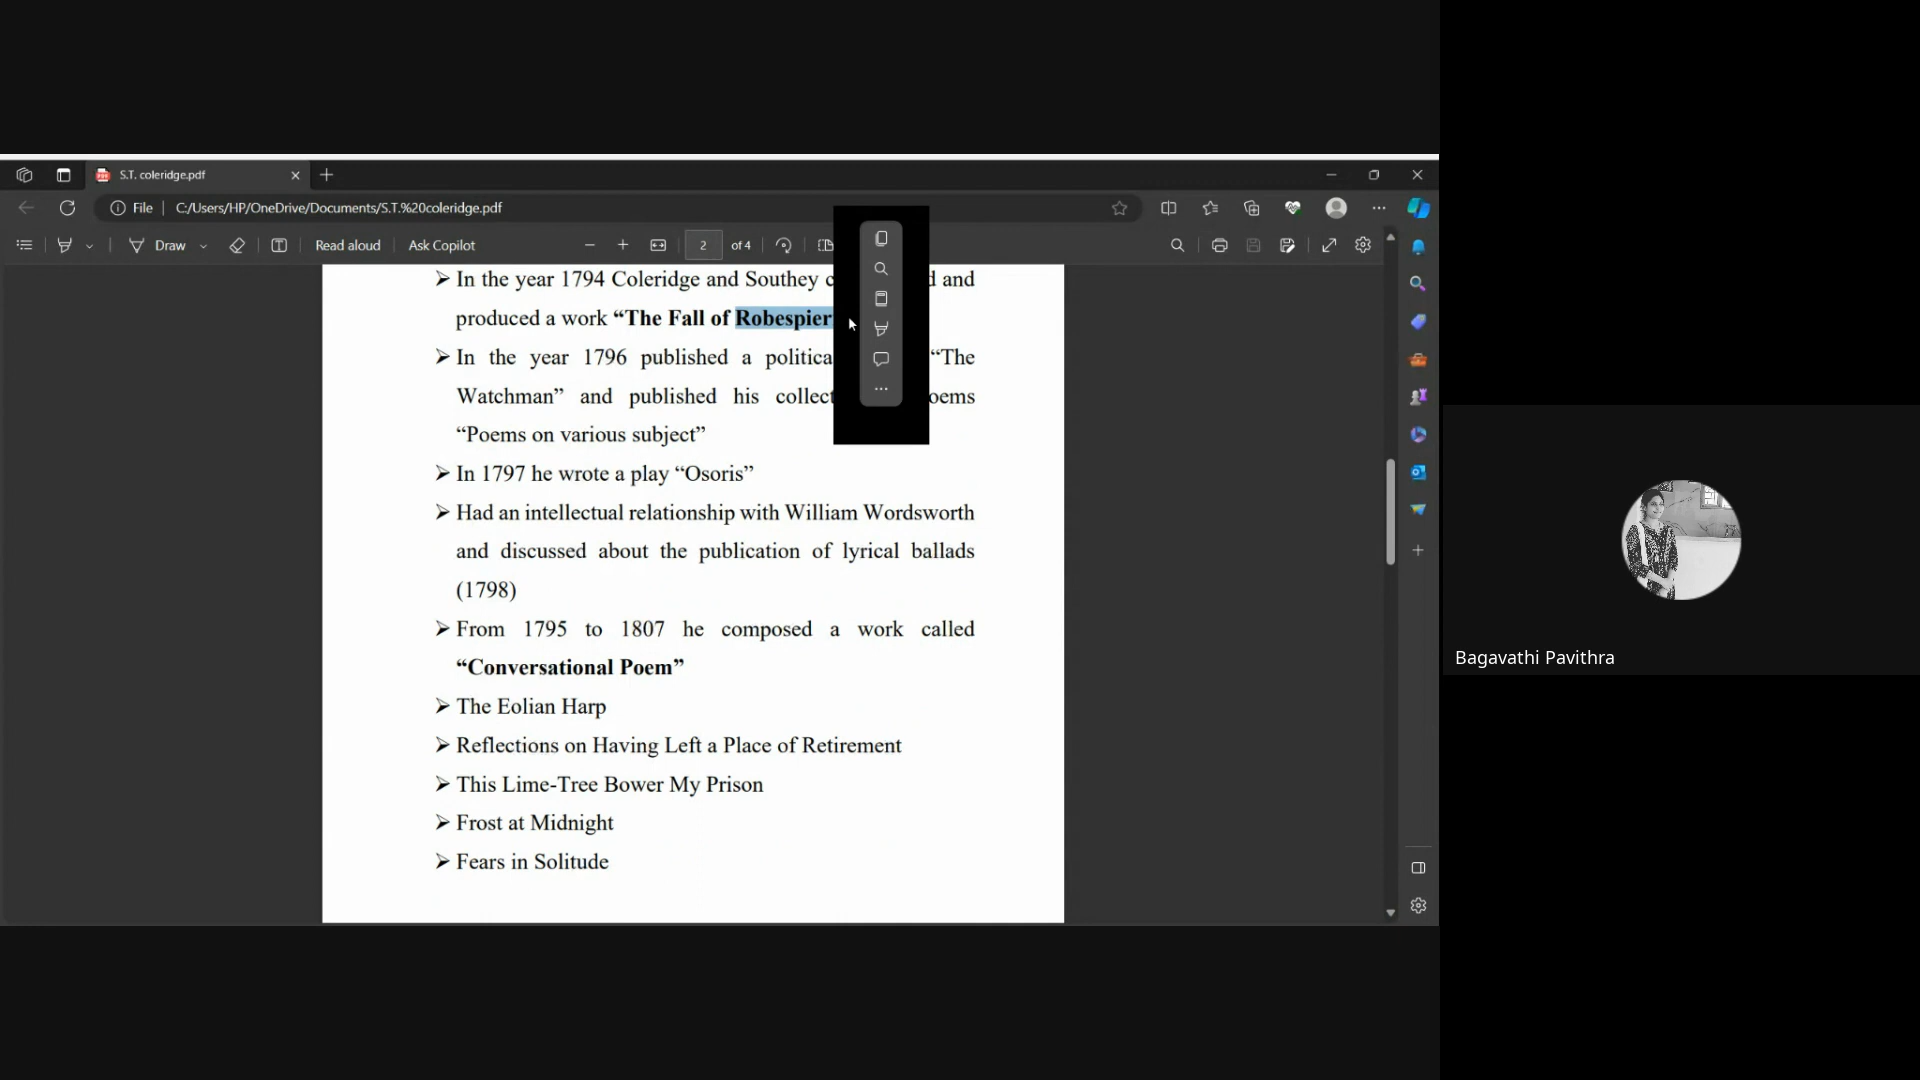 S.T. coleridge.pdf
File C:/Users/HP/OneDrive/Documents/S.T.%20coleridge.pdf
Draw Read aloud Ask Copilot 2 of 4
➢ In the year 1794 Coleridge and Southey and
produced a work “The Fall of Robespier
➢ In the year 1796 published a “The
Watchman” and published his
“Poems on various subject”
➢ In 1797 he wrote a play “Osoris”
➢ Had an intellectual relationship with William Wordsworth
and discussed about the publication of lyrical ballads
(1798)
➢ From 1795 to 1807 he composed a work called
“Conversational Poem”
➢ The Eolian Harp
➢ Reflections on Having Left a Place of Retirement
➢ This Lime-Tree Bower My Prison
➢ Frost at Midnight
➢ Fears in Solitude
Bagavathi Pavithra